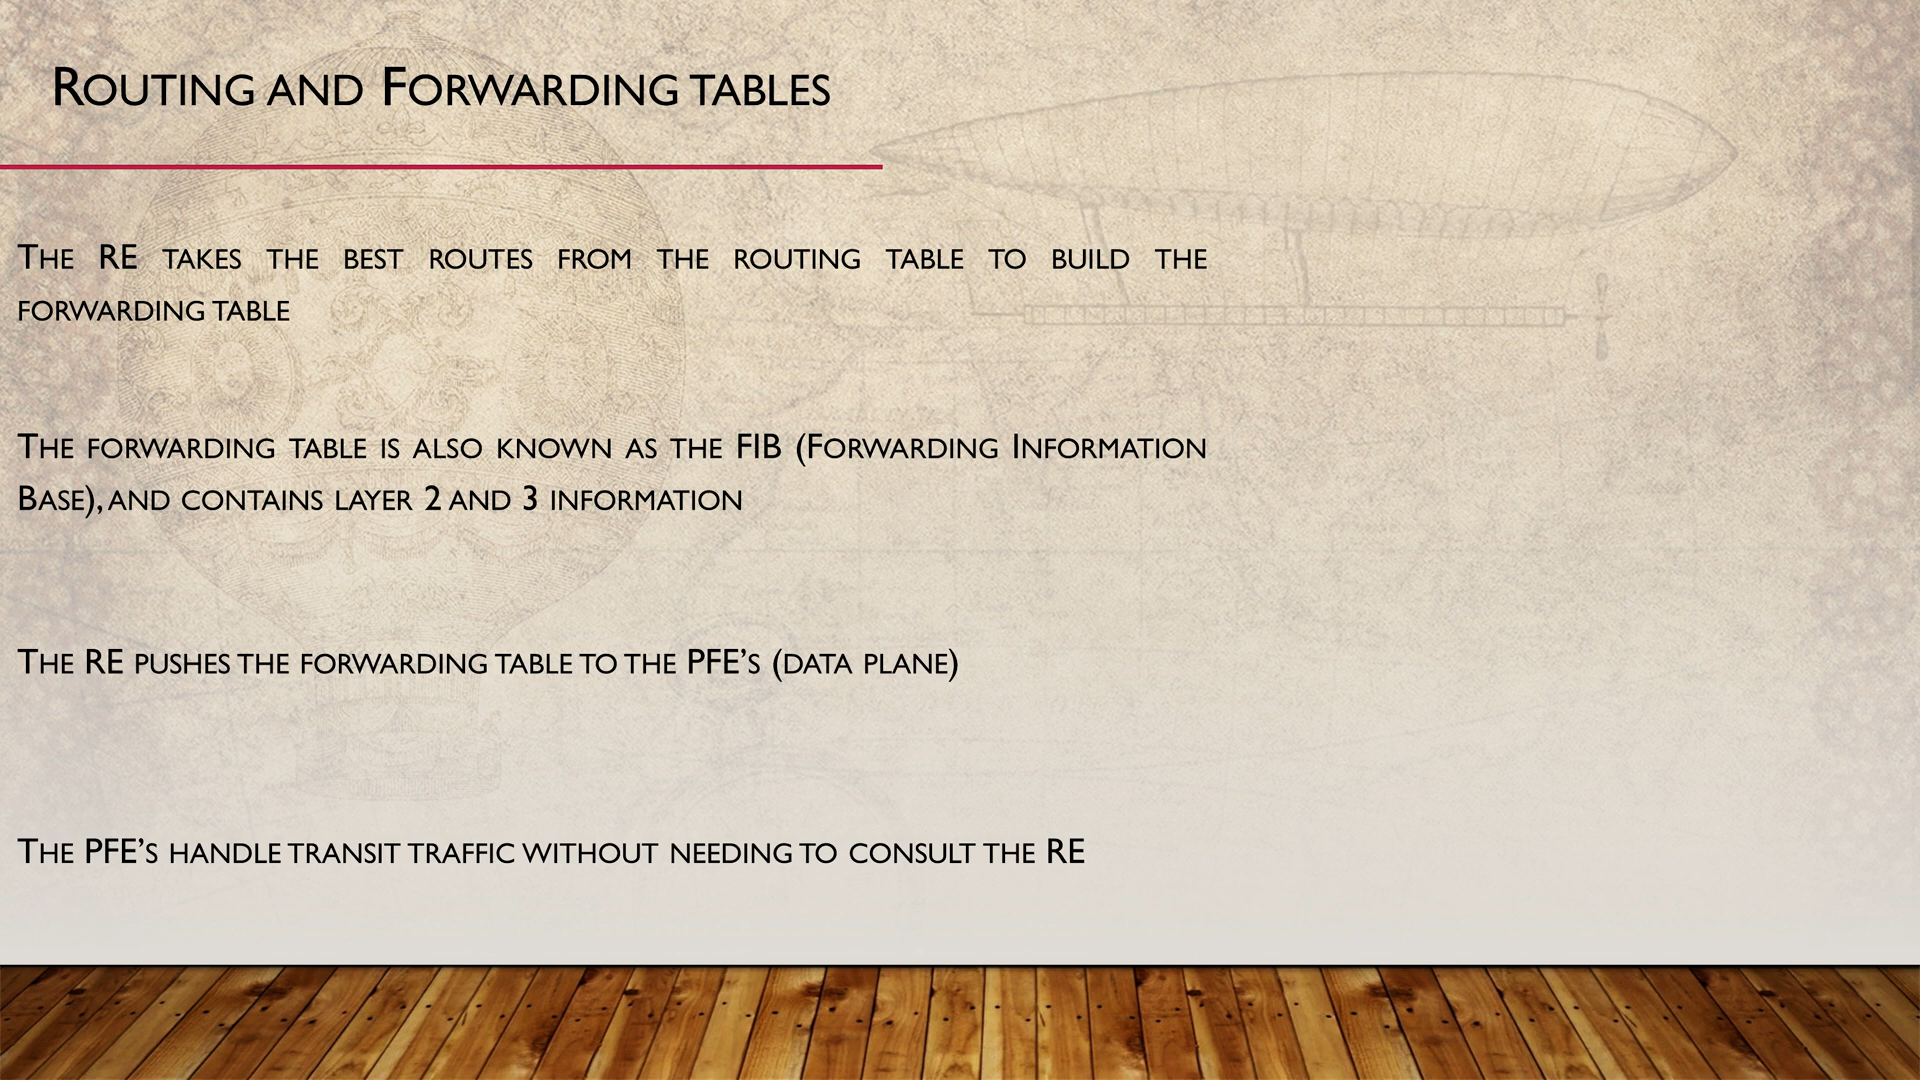 Routing and Forwarding tables
The RE takes the best routes from the routing table to build the
forwarding table
The forwarding table is also known as the FIB (Forwarding Information
Base), and contains layer 2 and 3 information
The RE pushes the forwarding table to the PFE’s (data plane)
The PFE’s handle transit traffic without needing to consult the RE